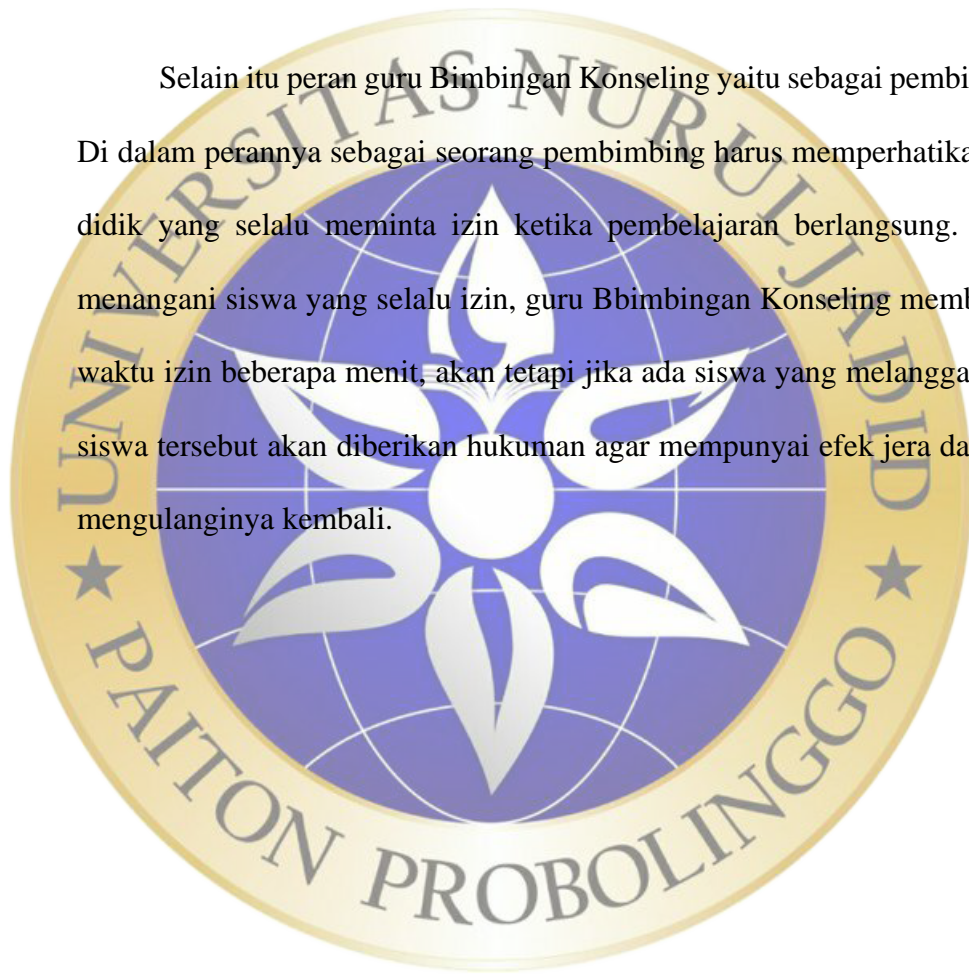 Selain itu peran guru Bimbingan Konseling yaitu sebagai pembi
Di dalam perannya sebagai seorang pembimbing harus memperhatika
didik yang selalu meminta izin ketika pembelajaran berlangsung.
menangani siswa yang selalu izin, guru Bbimbingan Konseling memb
waktu izin beberapa menit, akan tetapi jika ada siswa yang melangga
siswa tersebut akan diberikan hukuman agar mempunyai efek jera da
mengulanginya kembali.
UNIVERSITAS NURUL JADID
PAITON PROBOLINGGO